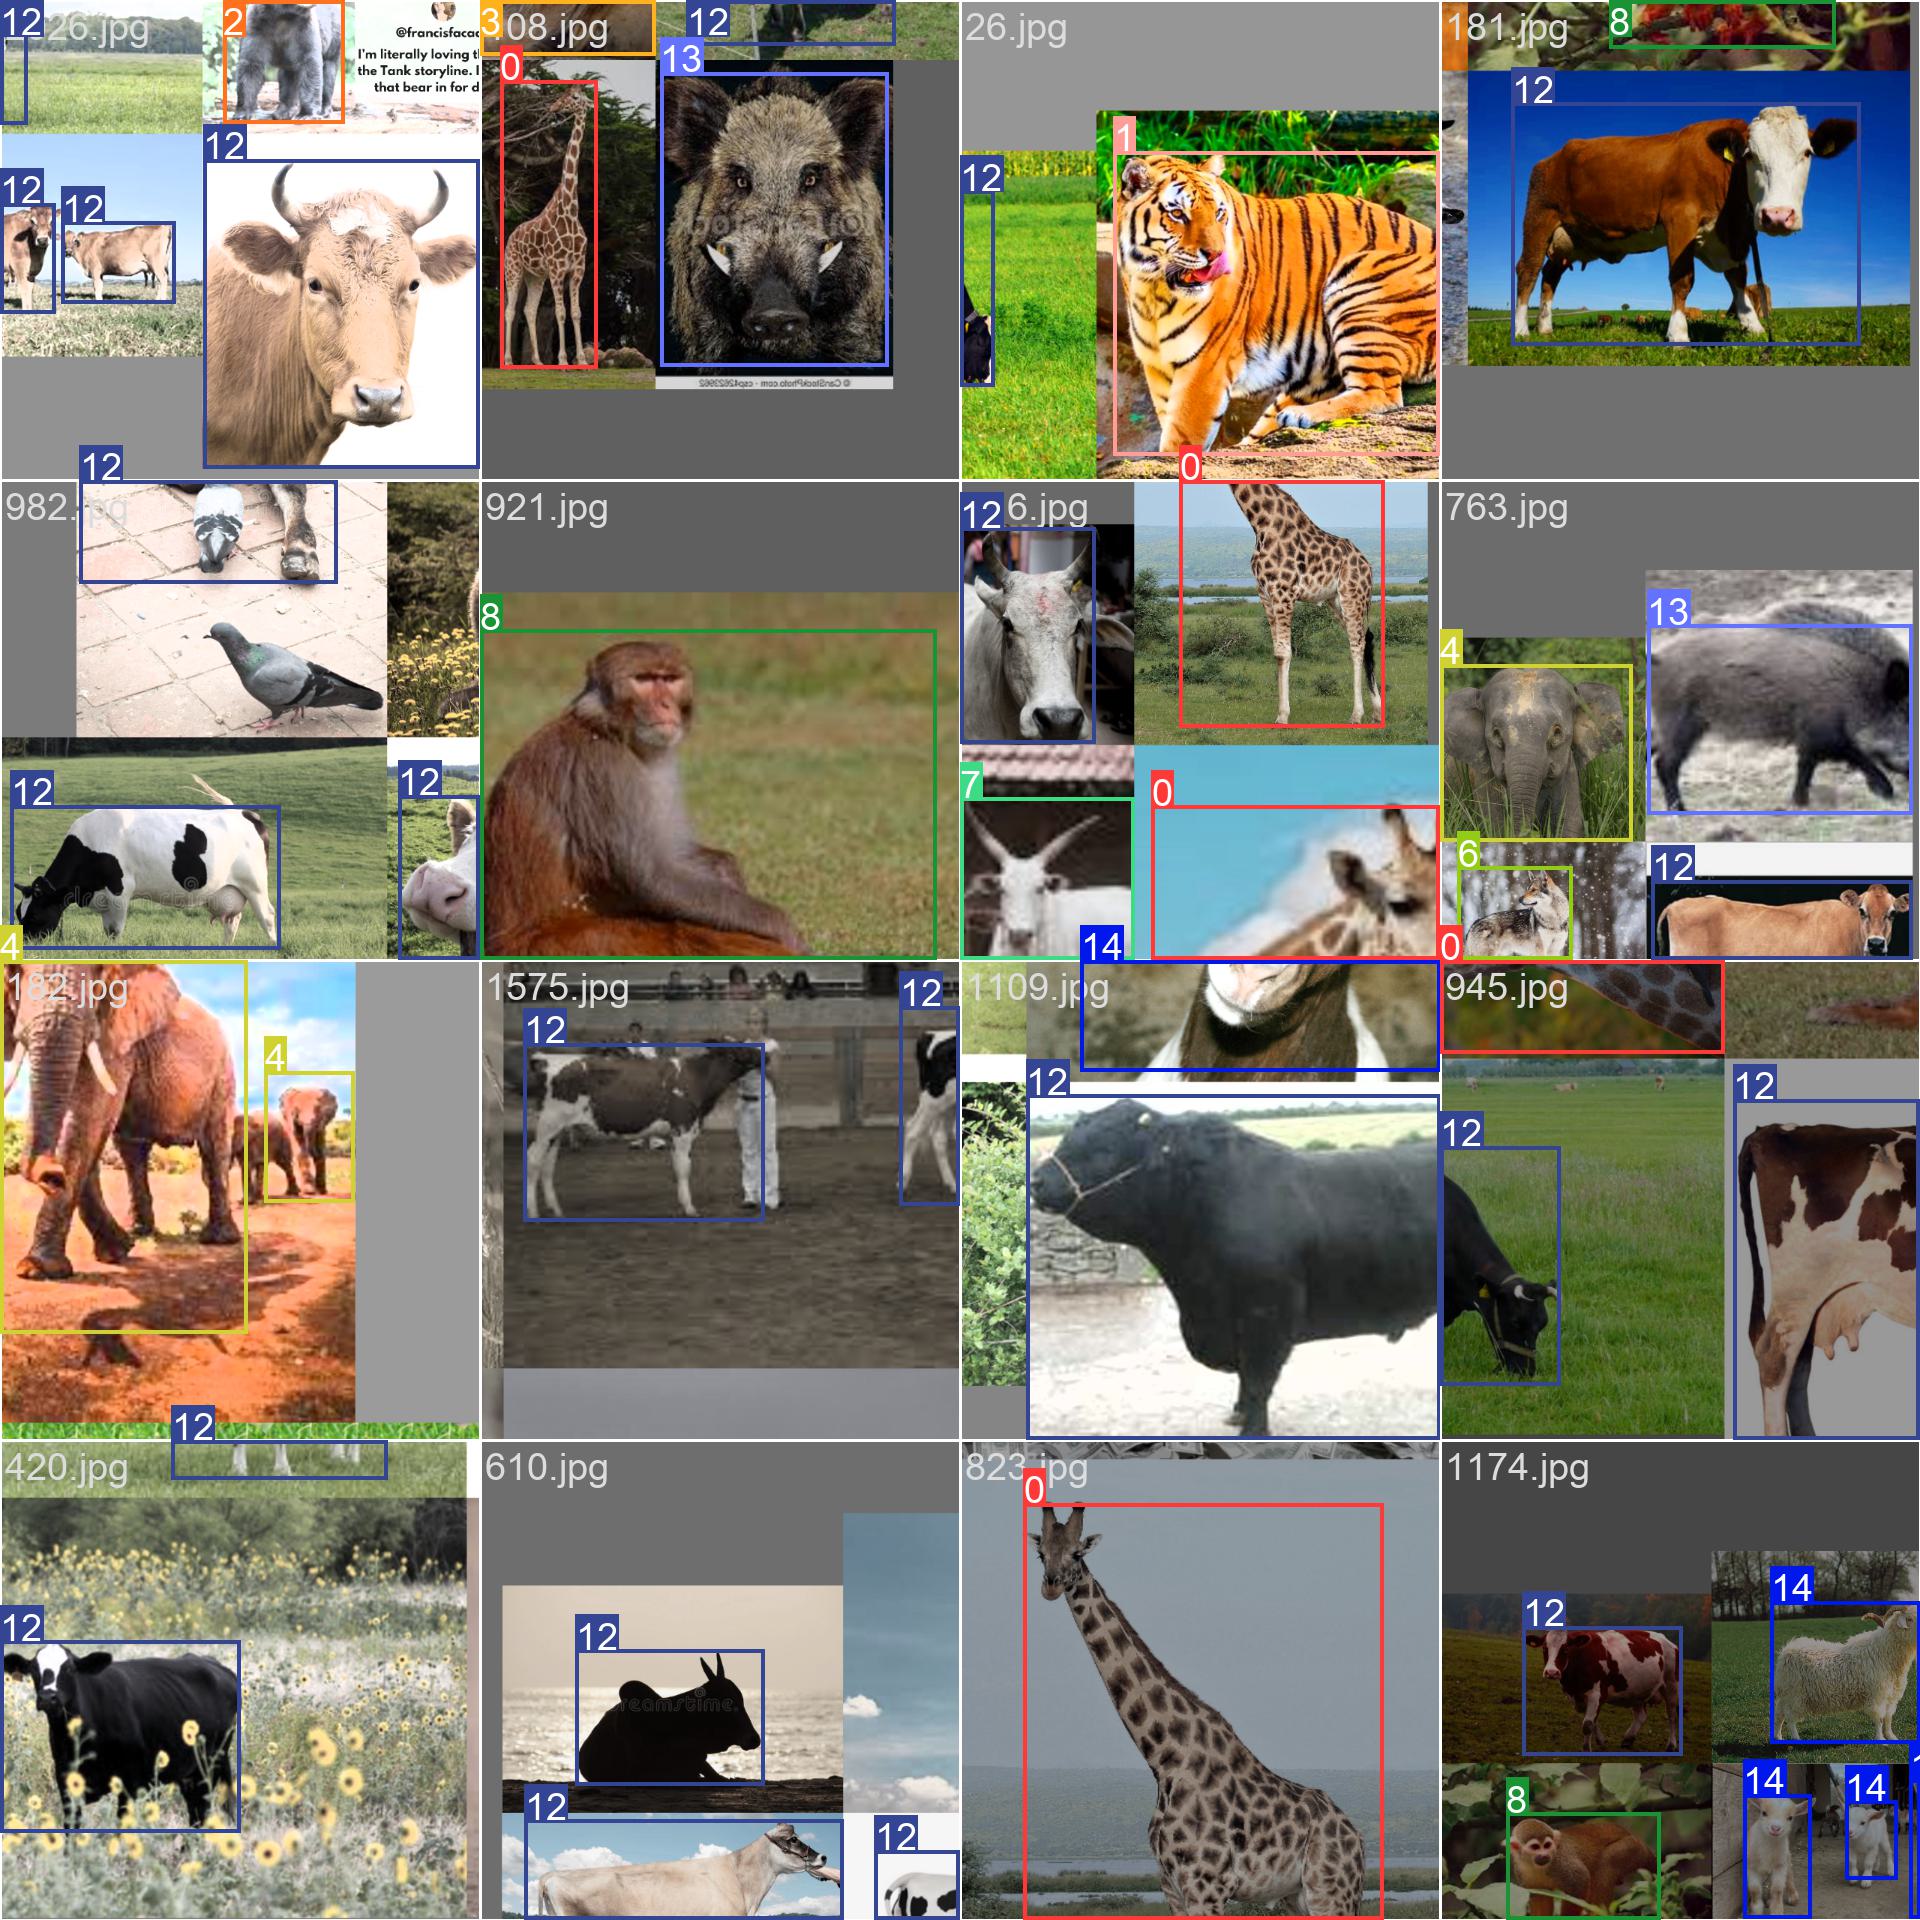 12
26.jpg
2
@francisfacac
I'm literally loving t
the Tank storyline. I
that bear in for d
12
12
12
3
08.jpg
12
0
13
© CanStockPhoto.com - csp42623962
26.jpg
1
12
181.jpg
8
12
12
982.jpg
12
12
921.jpg
8
12
6.jpg
0
7
0
763.jpg
4
13
6
12
4
182.jpg
4
1575.jpg
12
12
14
1109.jpg
12
0
945.jpg
12
12
420.jpg
12
12
610.jpg
12
dreamstime.
12
12
823.jpg
0
1174.jpg
12
14
8
14
14